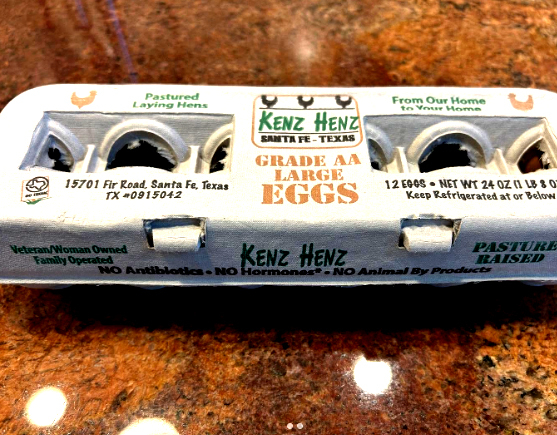 Pastured
Laying Hens
KENZ HENZ
SANTA FE - TEXAS
From Our Home
to Your Home
GRADE AA
LARGE
EGGS
15701 Fir Road, Santa Fe, Texas
TX #0915042
12 EGGS • NET WT 24 OZ (1 LB 8 O
Keep Refrigerated at or Below
Veteran/Woman Owned
Family Operated
KENZ HENZ
PASTURE
RAISED
NO Antibiotics • NO Hormones* • NO Animal By Products